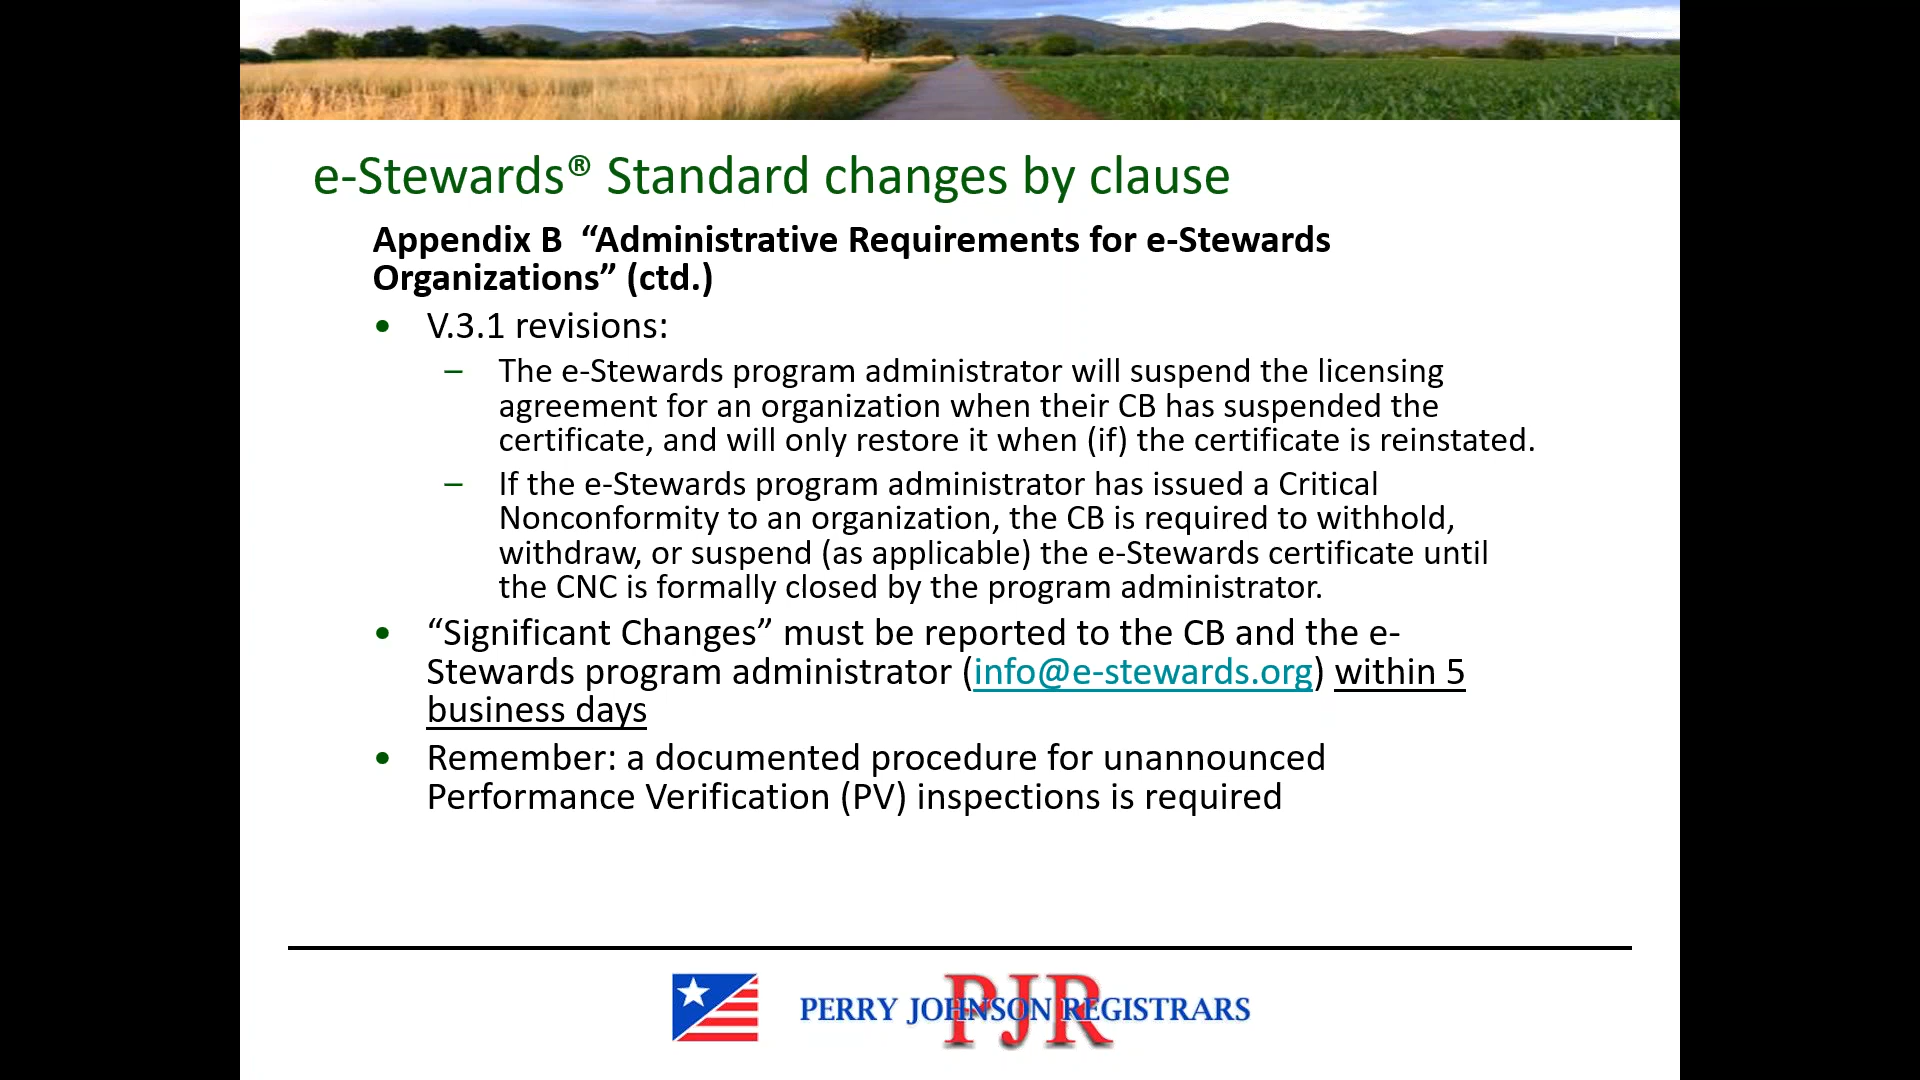 e-Stewards® Standard changes by clause
Appendix B “Administrative Requirements for e-Stewards
Organizations” (ctd.)
• V.3.1 revisions:
– The e-Stewards program administrator will suspend the licensing
agreement for an organization when their CB has suspended the
certificate, and will only restore it when (if) the certificate is reinstated.
– If the e-Stewards program administrator has issued a Critical
Nonconformity to an organization, the CB is required to withhold,
withdraw, or suspend (as applicable) the e-Stewards certificate until
the CNC is formally closed by the program administrator.
• “Significant Changes” must be reported to the CB and the e-
Stewards program administrator (info@e-stewards.org) within 5
business days
• Remember: a documented procedure for unannounced
Performance Verification (PV) inspections is required
PJR
PERRY JOHNSON REGISTRARS